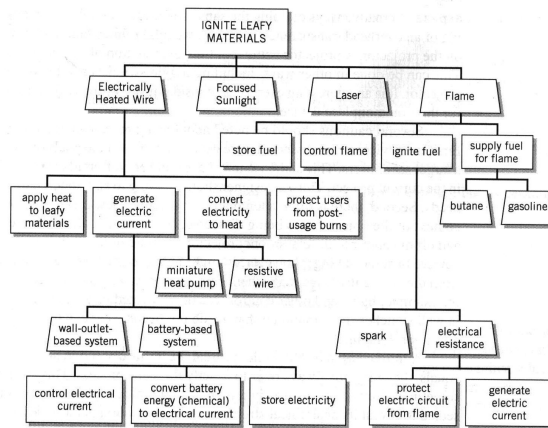 IGNITE LEAFY
MATERIALS
Electrically
Heated Wire
Focused
Sunlight
Laser
Flame
store fuel
control flame
ignite fuel
supply fuel
for flame
butane
gasoline
apply heat
to leafy
materials
generate
electric
current
convert
electricity
to heat
protect users
from post-
usage burns
miniature
heat pump
resistive
wire
wall-outlet-
based system
battery-based
system
spark
electrical
resistance
control electrical
current
convert battery
energy (chemical)
to electrical current
store electricity
protect
electric circuit
from flame
generate
electric
current